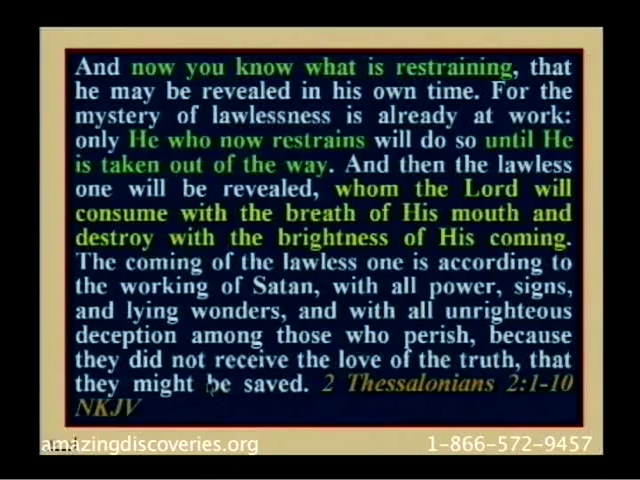 And now you know what is restraining, that
he may be revealed in his own time. For the
mystery of lawlessness is already at work:
only He who now restrains will do so until He
is taken out of the way. And then the lawless
one will be revealed, whom the Lord will
consume with the breath of His mouth and
destroy with the brightness of His coming.
The coming of the lawless one is according to
the working of Satan, with all power, signs,
and lying wonders, and with all unrighteous
deception among those who perish, because
they did not receive the love of the truth, that
they might be saved. 2 Thessalonians 2:1-10
NKJV
amazingdiscoveries.org 1-866-572-9457